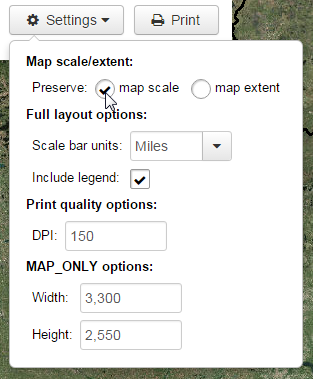 Settings Print
Map scale/extent:
Preserve: map scale map extent
Full layout options:
Scale bar units: Miles
Include legend:
Print quality options:
DPI: 150
MAP_ONLY options:
Width: 3,300
Height: 2,550